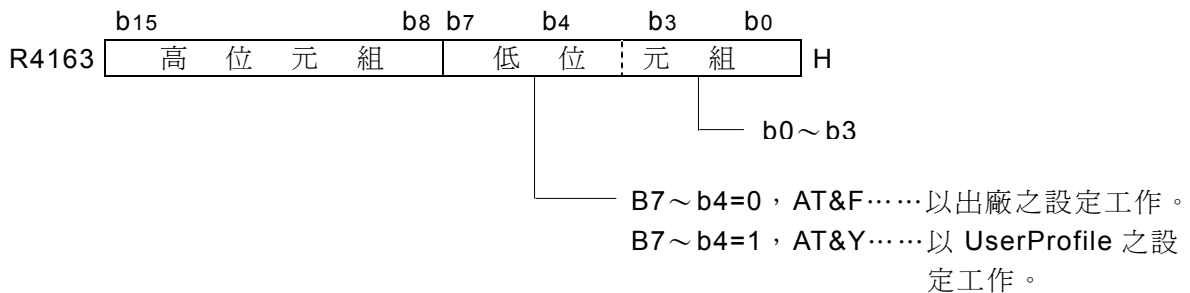 b15 b8 b7 b4 b3 b0
R4163 高位元組 低位元組 H
b0～b3
B7～b4=0，AT&F……以出廠之設定工作。
B7～b4=1，AT&Y……以 UserProfile 之設
定工作。